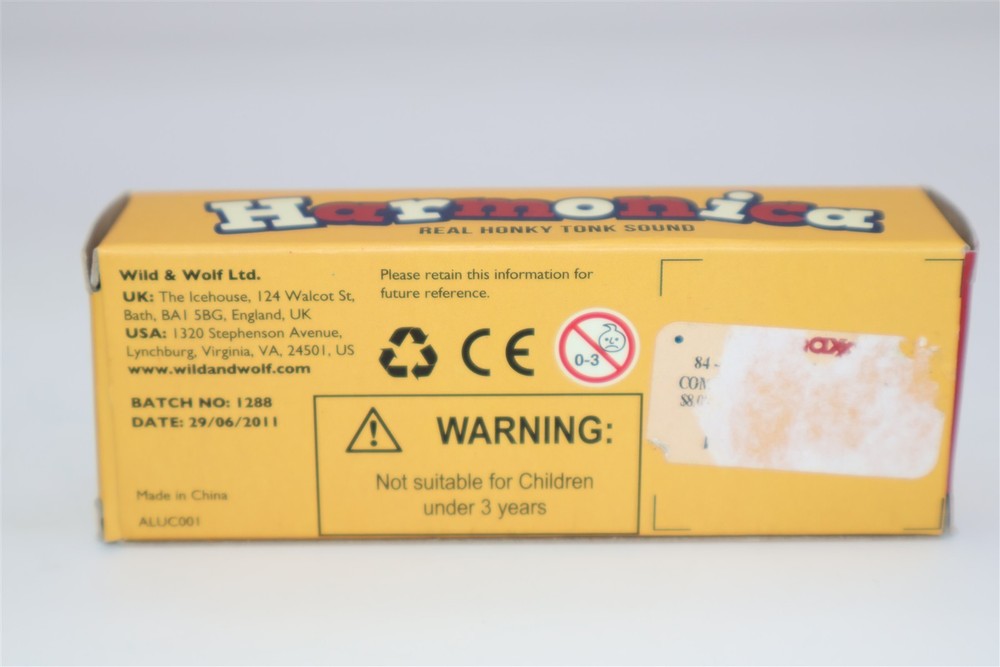 Harmonica
REAL HONKY TONK SOUND
Wild & Wolf Ltd.
UK: The Icehouse, 124 Walcot St,
Bath, BA1 5BG, England, UK
USA: 1320 Stephenson Avenue,
Lynchburg, Virginia, VA, 24501, US
www.wildandwolf.com
BATCH NO: 1288
DATE: 29/06/2011
Made in China
ALUC001
Please retain this information for
future reference.
CE
0-3
WARNING:
Not suitable for Children
under 3 years
84-